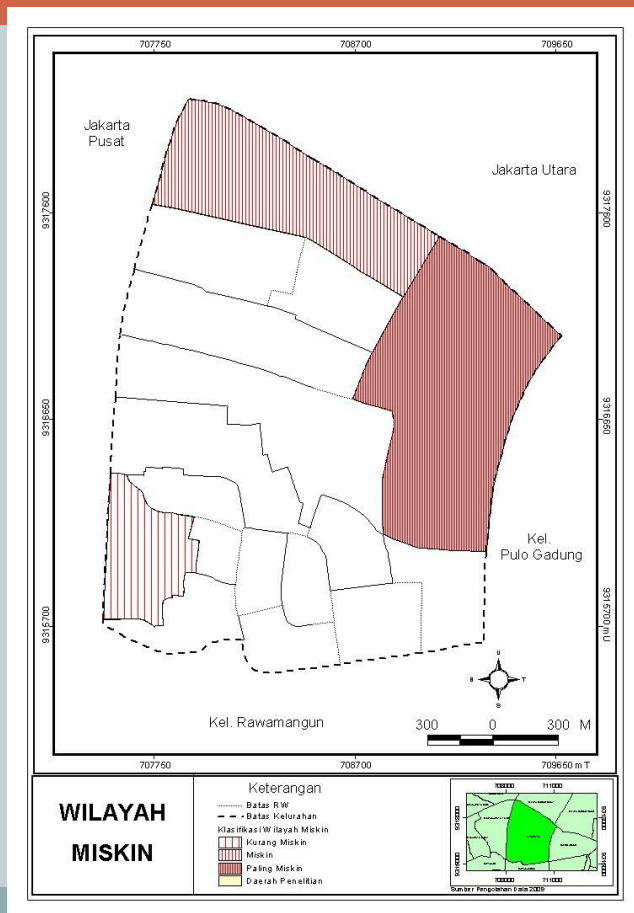 707750 708700 709650
Jakarta
Pusat
Jakarta Utara
9317600 9317600
9316650 9316650
Kel.
Pulo Gadung
9315700 9315700 mU
U
B T
S
Kel. Rawamangun
300 0 300 M
707750 708700 709650 m T
WILAYAH
MISKIN
Keterangan
Batas RW
Batas Kelurahan
Klasifikasi Wilayah Miskin
Kurang Miskin
Miskin
Paling Miskin
Daerah Penelitian
708000 711000
Sumber Pengolahan Data 2009